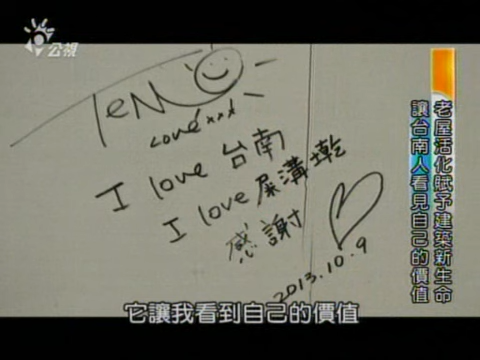 公視
TeMO
Love xxx
I love 台南
I love 屎溝墘
感謝
2013.10.9
老屋活化賦予建築新生命
讓台南人看見自己的價值
它讓我看到自己的價值